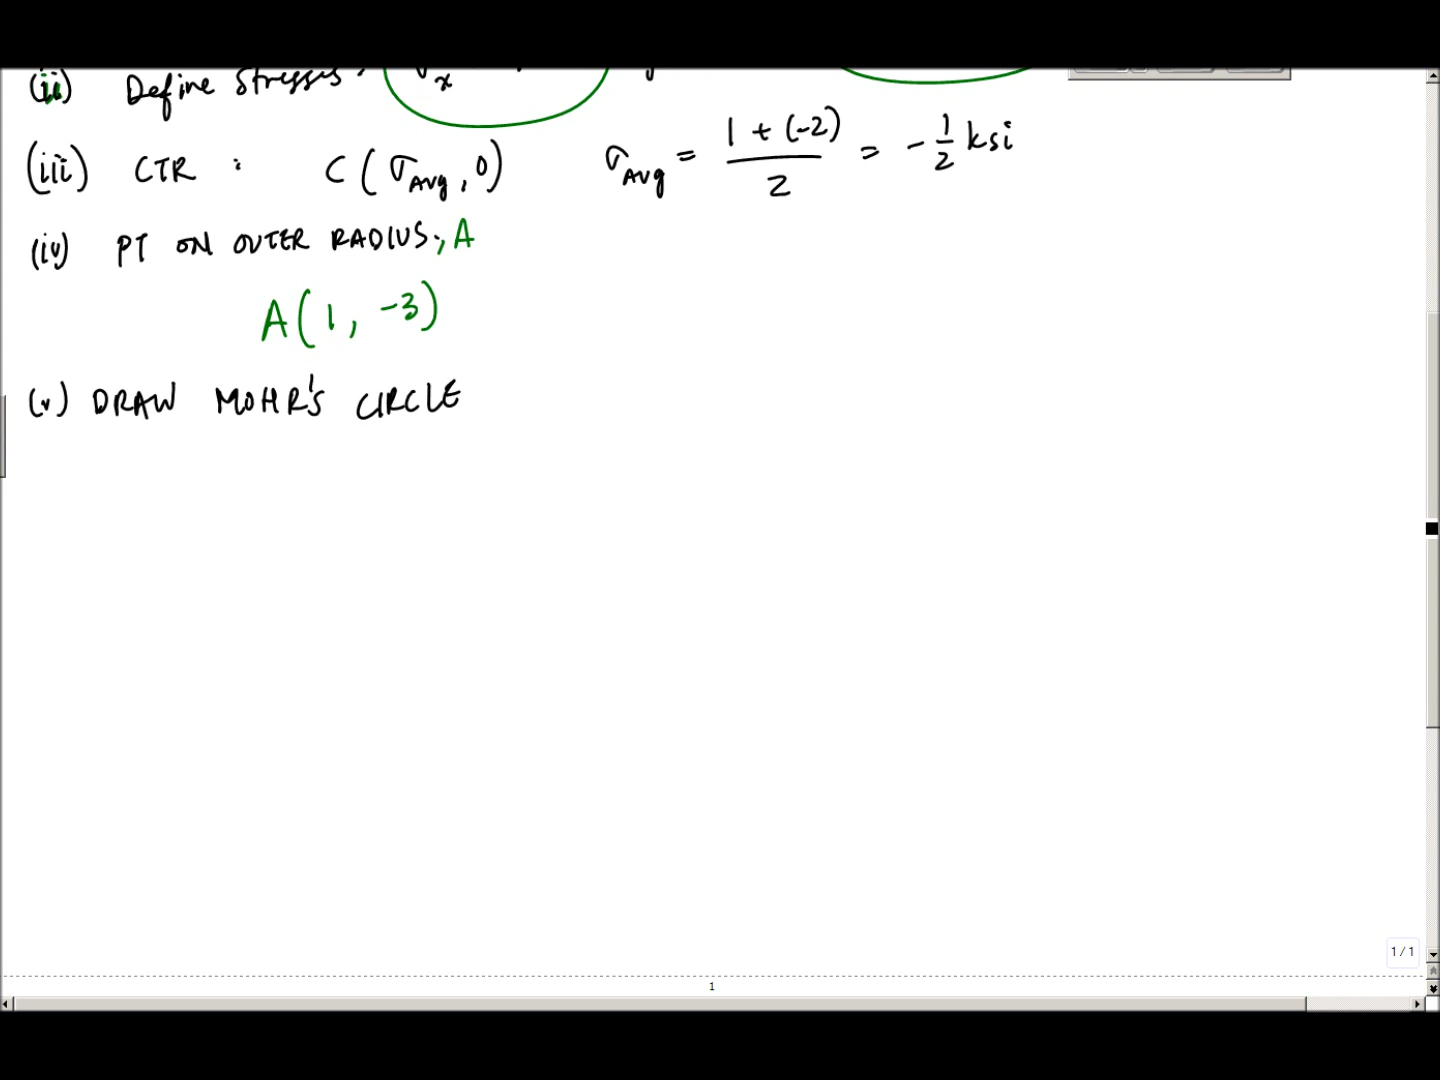 (ii) Define Stresses: σx
(iii) CTR : C(σAvg, 0) σAvg = 1 + (-2) / 2 = - 1/2 ksi
(iv) PT ON OUTER RADIUS, A
A(1, -3)
(v) DRAW MOHR'S CIRCLE
1 / 1
1